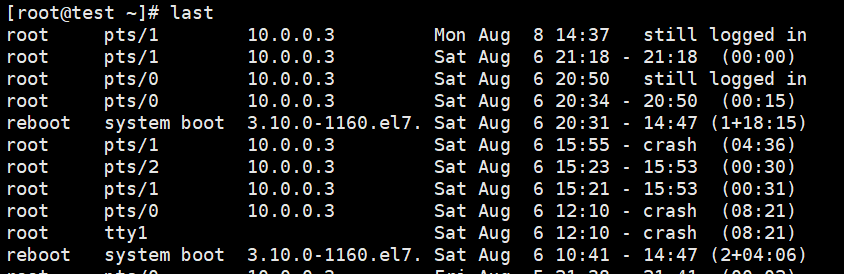 [root@test ~]# last
root     pts/1        10.0.0.3         Mon Aug  8 14:37   still logged in
root     pts/1        10.0.0.3         Sat Aug  6 21:18 - 21:18  (00:00)
root     pts/0        10.0.0.3         Sat Aug  6 20:50   still logged in
root     pts/0        10.0.0.3         Sat Aug  6 20:34 - 20:50  (00:15)
reboot   system boot  3.10.0-1160.el7. Sat Aug  6 20:31 - 14:47 (1+18:15)
root     pts/1        10.0.0.3         Sat Aug  6 15:55 - crash  (04:36)
root     pts/2        10.0.0.3         Sat Aug  6 15:23 - 15:53  (00:30)
root     pts/1        10.0.0.3         Sat Aug  6 15:21 - 15:53  (00:31)
root     pts/0        10.0.0.3         Sat Aug  6 12:10 - crash  (08:21)
root     tty1                          Sat Aug  6 12:10 - crash  (08:21)
reboot   system boot  3.10.0-1160.el7. Sat Aug  6 10:41 - 14:47 (2+04:06)